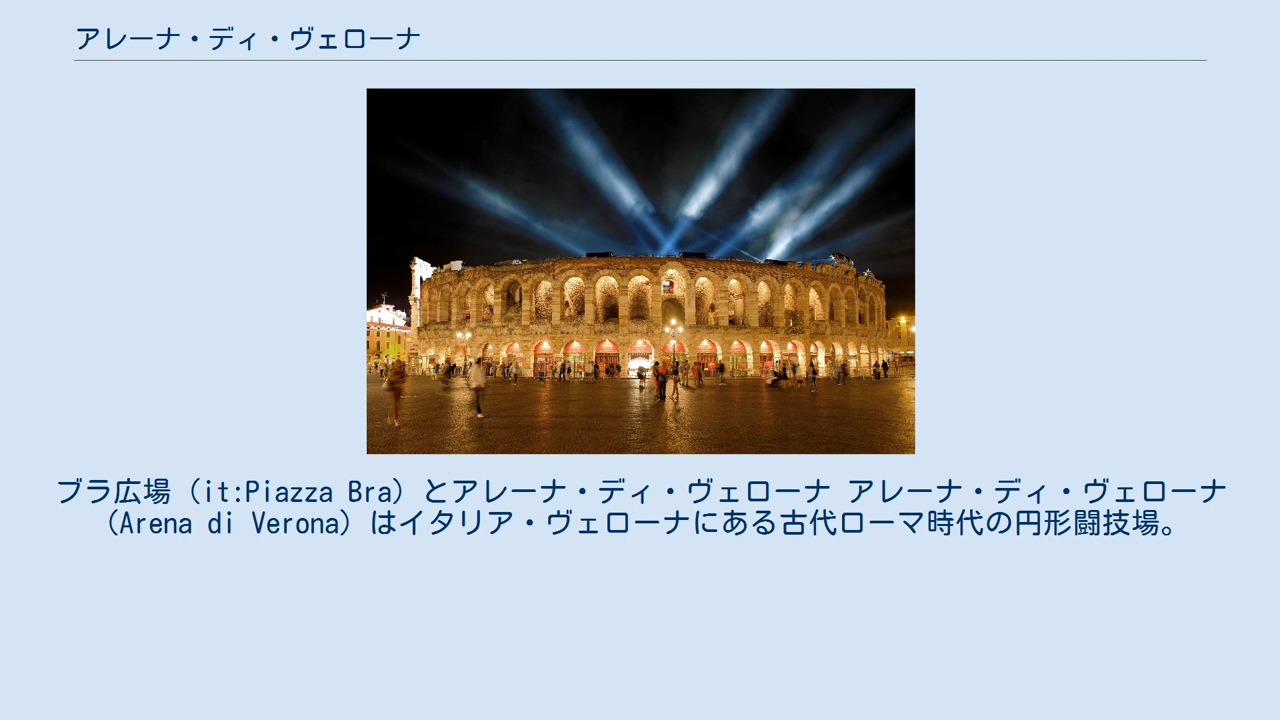 アレーナ・ディ・ヴェローナ
ブラ広場（it:Piazza Bra）とアレーナ・ディ・ヴェローナ アレーナ・ディ・ヴェローナ
（Arena di Verona）はイタリア・ヴェローナにある古代ローマ時代の円形闘技場。